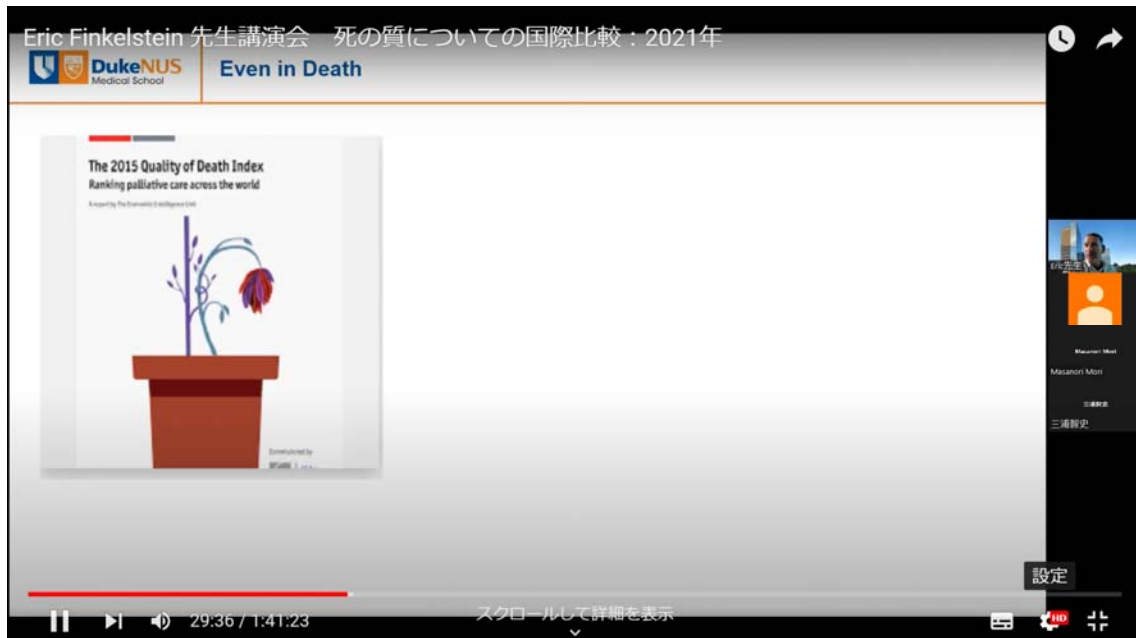 Eric Finkelstein 先生講演会　死の質についての国際比較：2021年
DukeNUS
Medical School
Even in Death
The 2015 Quality of Death Index
Ranking palliative care across the world
A report by The Economist Intelligence Unit
Commissioned by
Eric先生
Masanori Mori
Masanori Mori
三浦智史
三浦智史
設定
29:36 / 1:41:23
スクロールして詳細を表示
HD